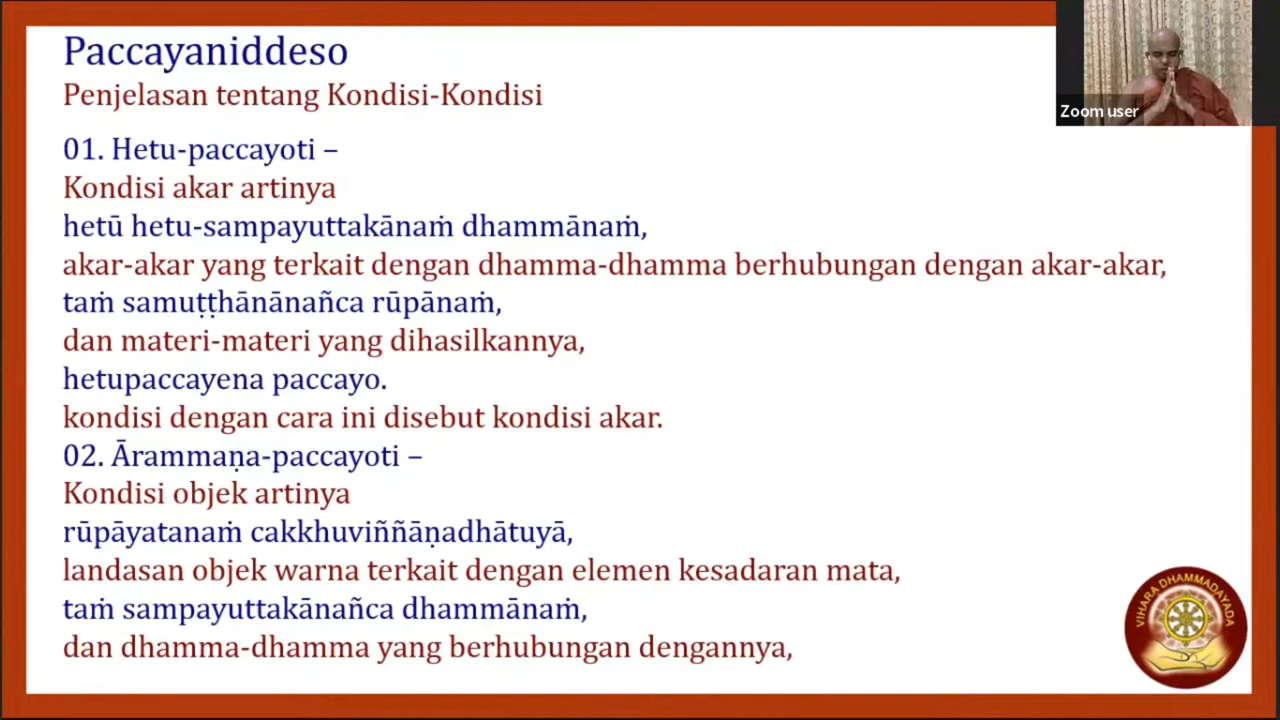 Paccayaniddeso
Penjelasan tentang Kondisi-Kondisi
01. Hetu-paccayoti –
Kondisi akar artinya
hetū hetu-sampayuttakānaṁ dhammānaṁ,
akar-akar yang terkait dengan dhamma-dhamma berhubungan dengan akar-akar,
taṁ samuṭṭhānānañca rūpānaṁ,
dan materi-materi yang dihasilkannya,
hetupaccayena paccayo.
kondisi dengan cara ini disebut kondisi akar.
02. Ārammaṇa-paccayoti –
Kondisi objek artinya
rūpāyatanaṁ cakkhuviññāṇadhātuyā,
landasan objek warna terkait dengan elemen kesadaran mata,
taṁ sampayuttakānañca dhammānaṁ,
dan dhamma-dhamma yang berhubungan dengannya,
Zoom user
VIHARA DHAMMADAYADA